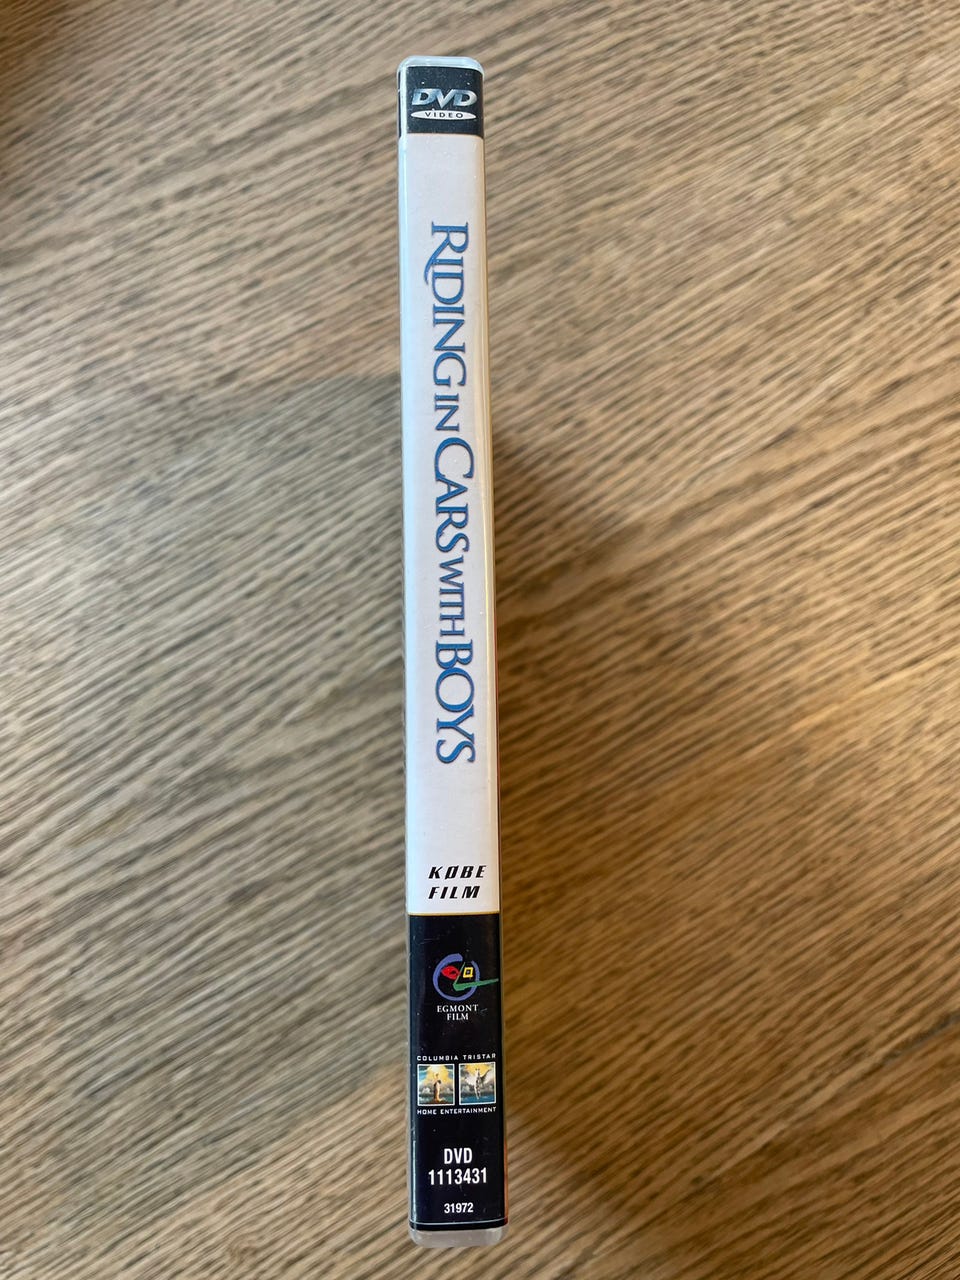 DVD
VIDEO
RIDING IN CARS WITH BOYS
KØBE
FILM
EGMONT
FILM
COLUMBIA TRISTAR
HOME ENTERTAINMENT
DVD
1113431
31972